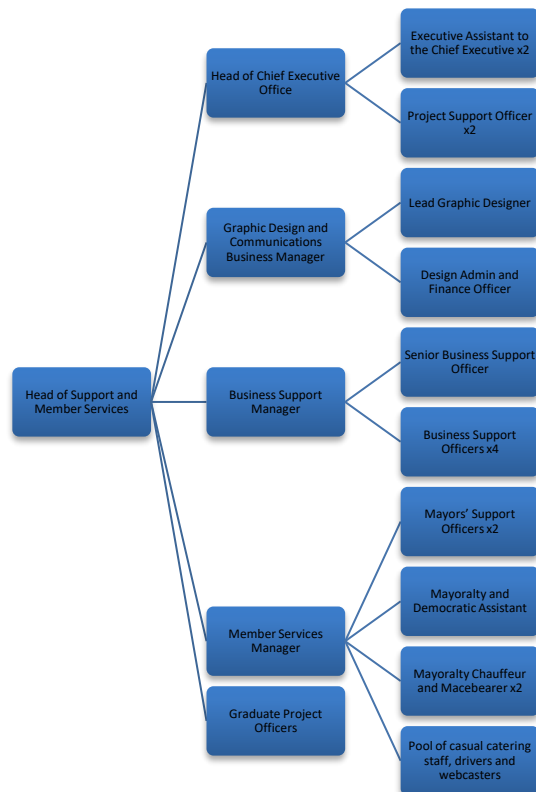 Head of Support and
Member Services
Head of Chief Executive
Office
Executive Assistant to
the Chief Executive x2
Project Support Officer
x2
Graphic Design and
Communications
Business Manager
Lead Graphic Designer
Design Admin and
Finance Officer
Business Support
Manager
Senior Business Support
Officer
Business Support
Officers x4
Member Services
Manager
Mayors’ Support
Officers x2
Mayoralty and
Democratic Assistant
Mayoralty Chauffeur
and Macebearer x2
Pool of casual catering
staff, drivers and
webcasters
Graduate Project
Officers